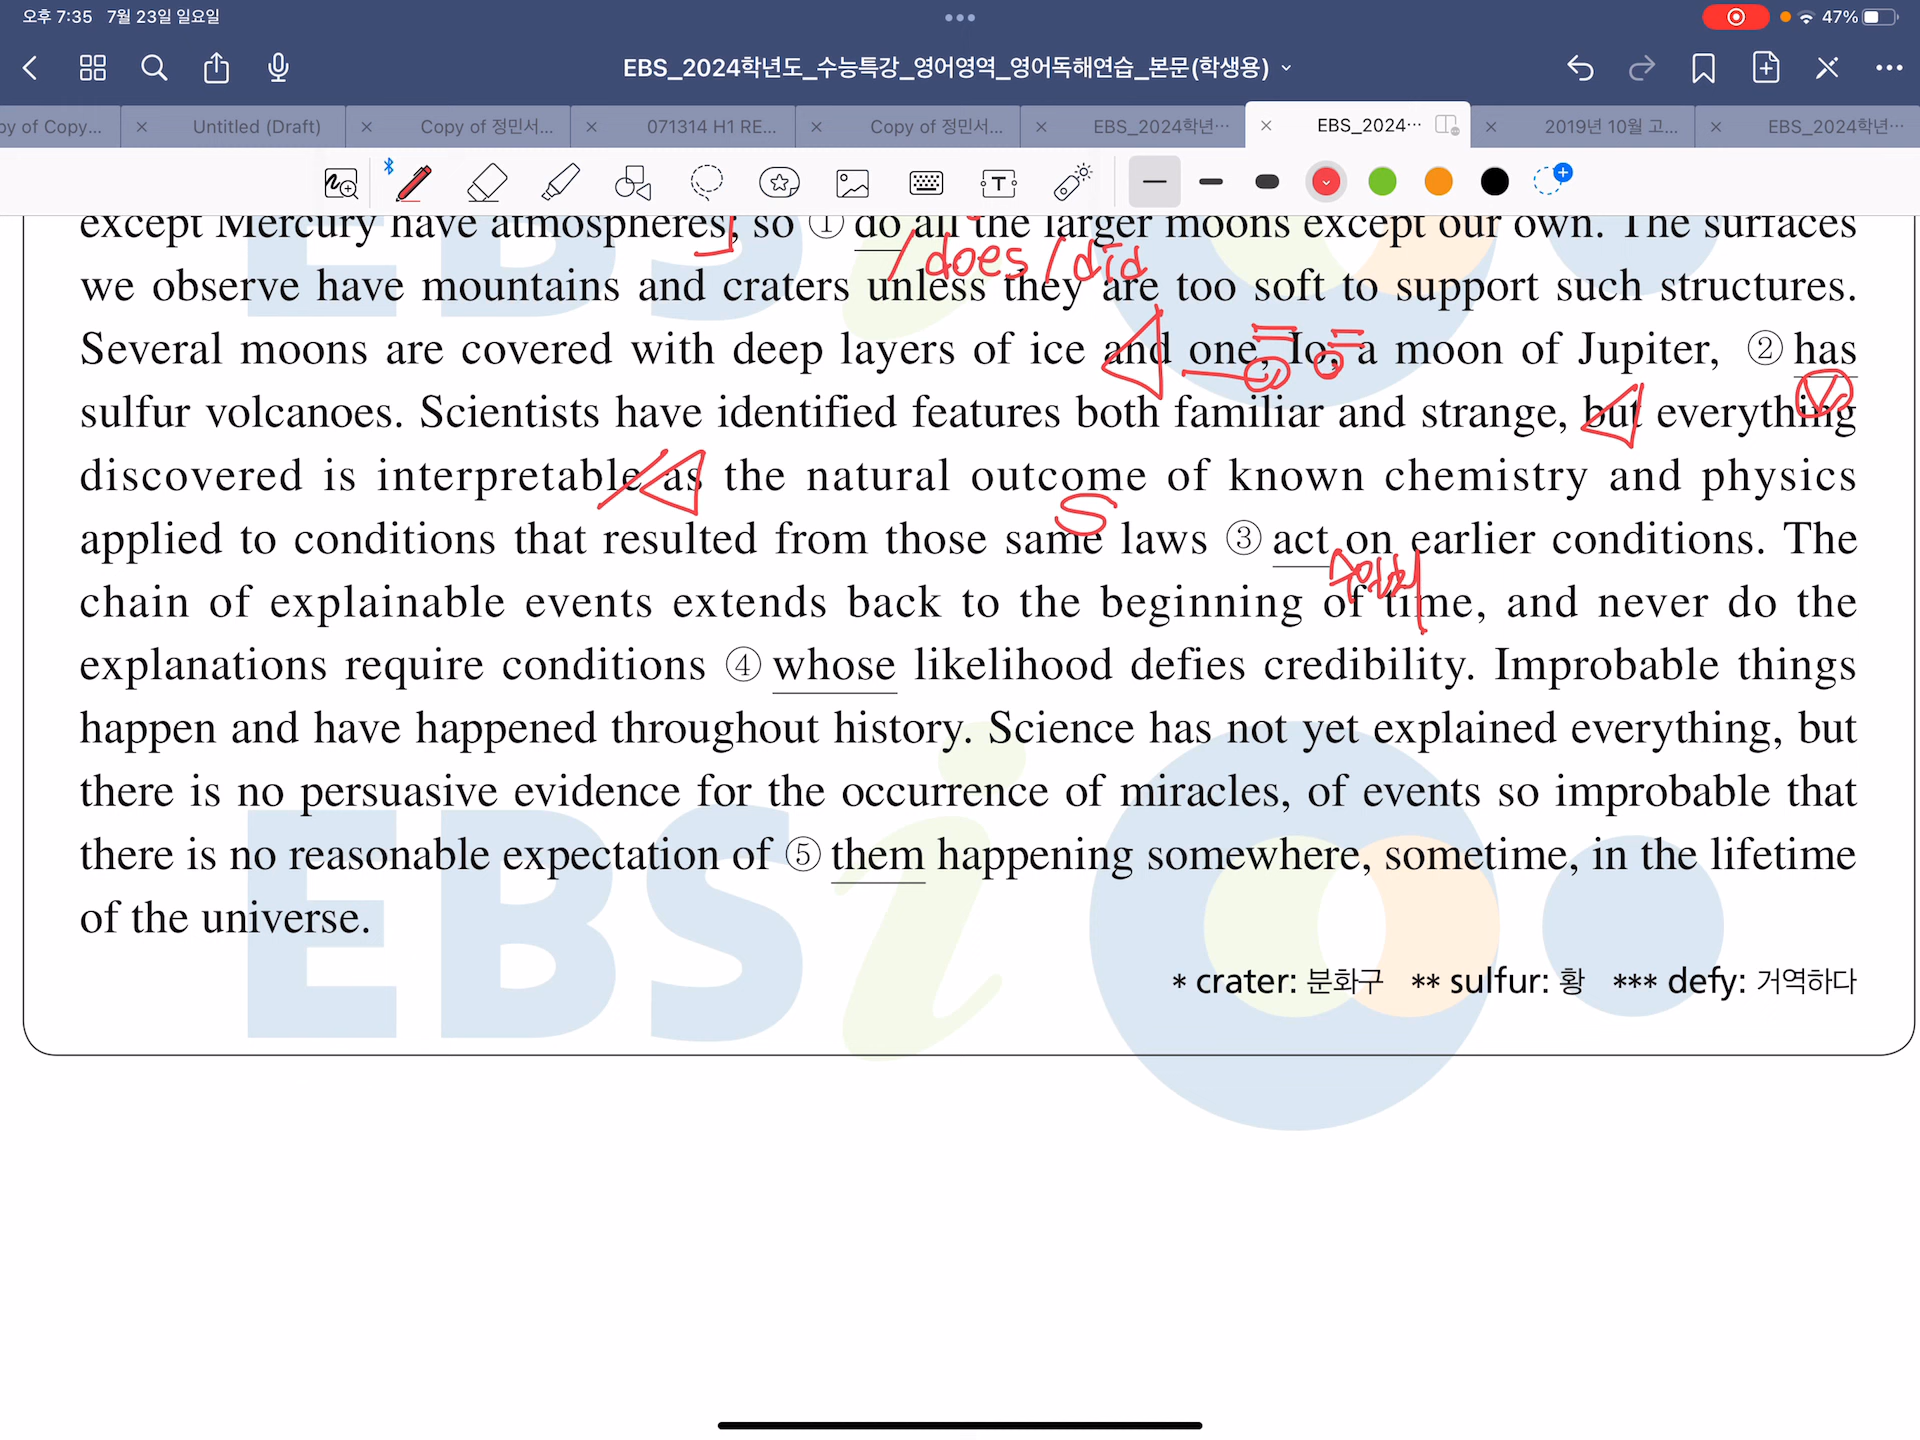 오후 7:35 7월 23일 일요일
47%
EBS_2024학년도_수능특강_영어영역_영어독해연습_본문(학생용)
py of Copy...
Untitled (Draft)
Copy of 정민서...
071314 H1 RE...
Copy of 정민서...
EBS_2024학년...
EBS_2024...
2019년 10월 고...
EBS_2024학년...
except Mercury have atmospheres; so ① do all the larger moons except our own. The surfaces
/does/did
we observe have mountains and craters unless they are too soft to support such structures.
Several moons are covered with deep layers of ice and one, Io, a moon of Jupiter, ② has
V
sulfur volcanoes. Scientists have identified features both familiar and strange, but everything
discovered is interpretable as the natural outcome of known chemistry and physics
S
applied to conditions that resulted from those same laws ③ act on earlier conditions. The
chain of explainable events extends back to the beginning of time, and never do the
explanations require conditions ④ whose likelihood defies credibility. Improbable things
happen and have happened throughout history. Science has not yet explained everything, but
there is no persuasive evidence for the occurrence of miracles, of events so improbable that
there is no reasonable expectation of ⑤ them happening somewhere, sometime, in the lifetime
of the universe.
* crater: 분화구 ** sulfur: 황 *** defy: 거역하다
EBSi
EBSi